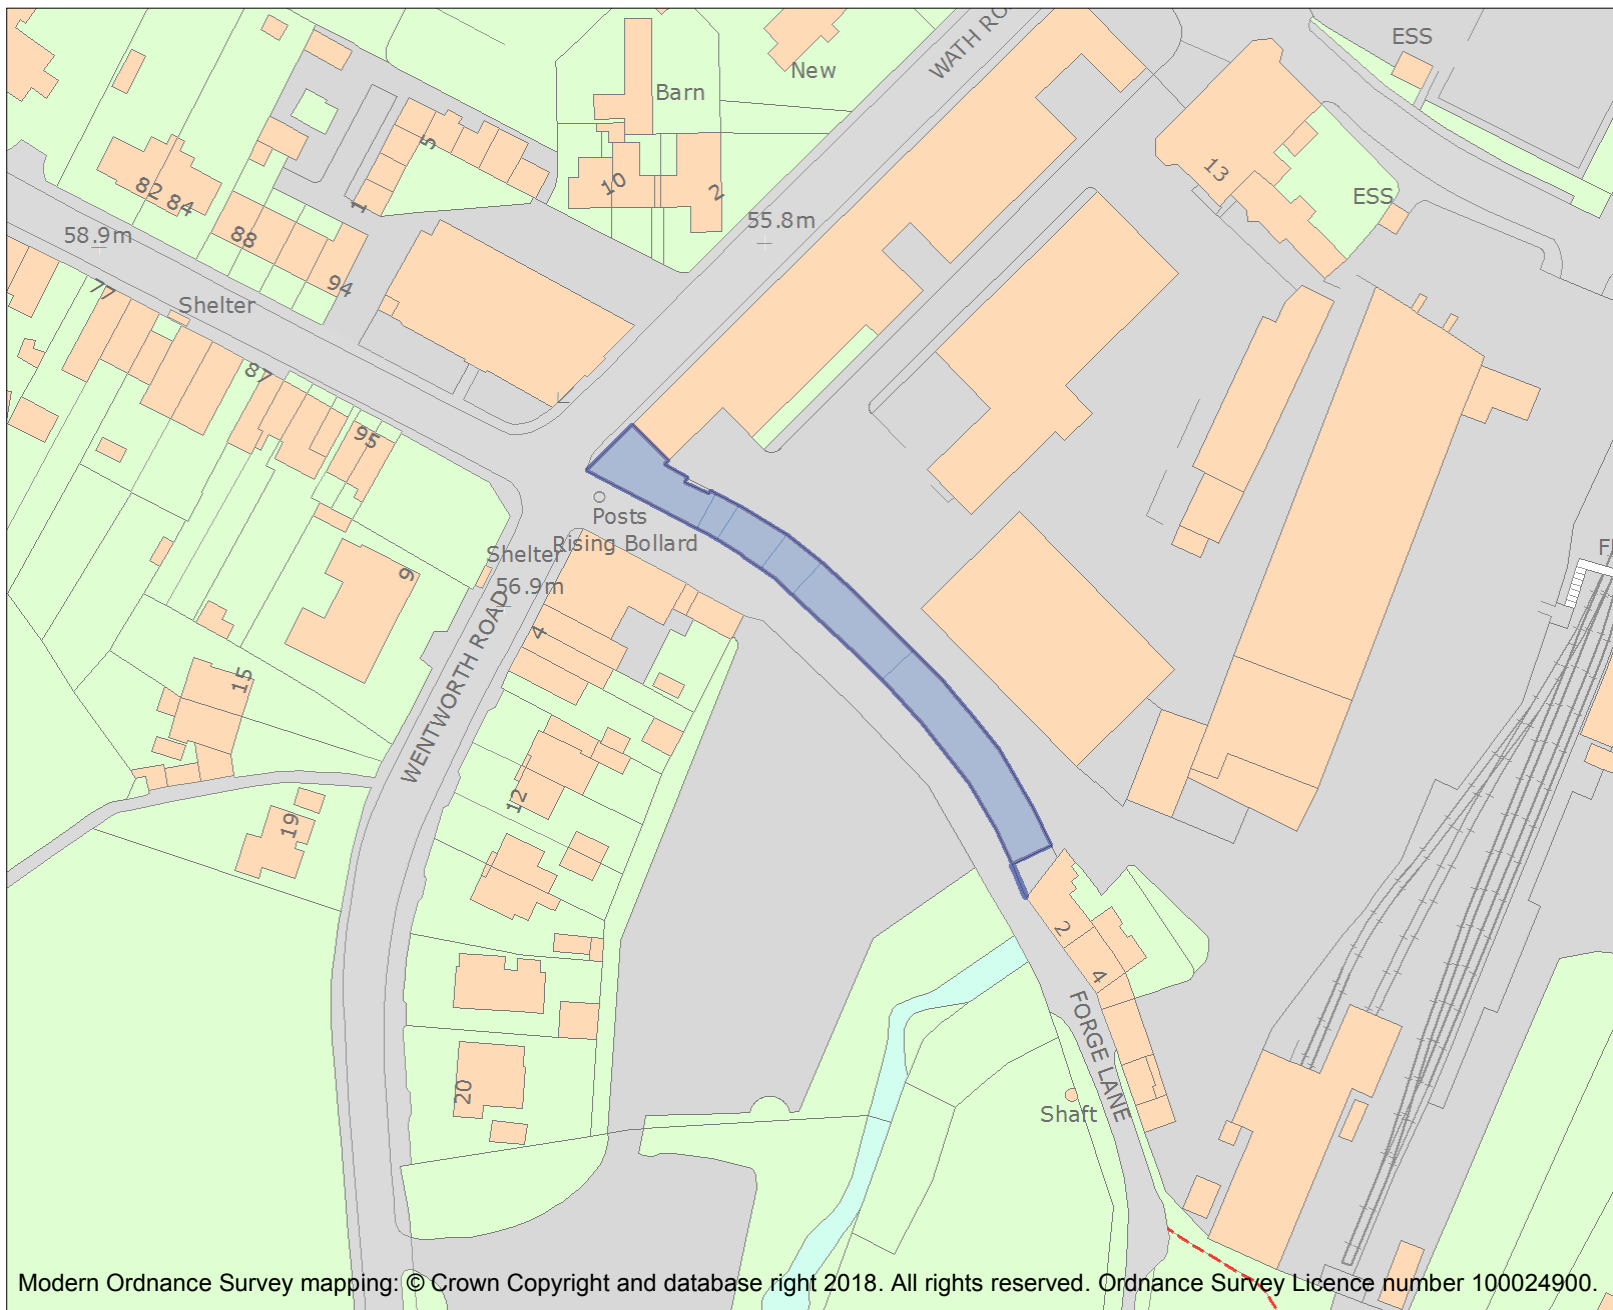 ESS
WATH RO
New
Barn
5
13
10
2
ESS
82
84
1
55.8m
58.9m
88
94
77
Shelter
87
95
Posts
Rising Bollard
Shelter
9
56.9m
4
WENTWORTH ROAD
15
12
19
2
4
FORGE LANE
20
Shaft
Modern Ordnance Survey mapping: © Crown Copyright and database right 2018. All rights reserved. Ordnance Survey Licence number 100024900.